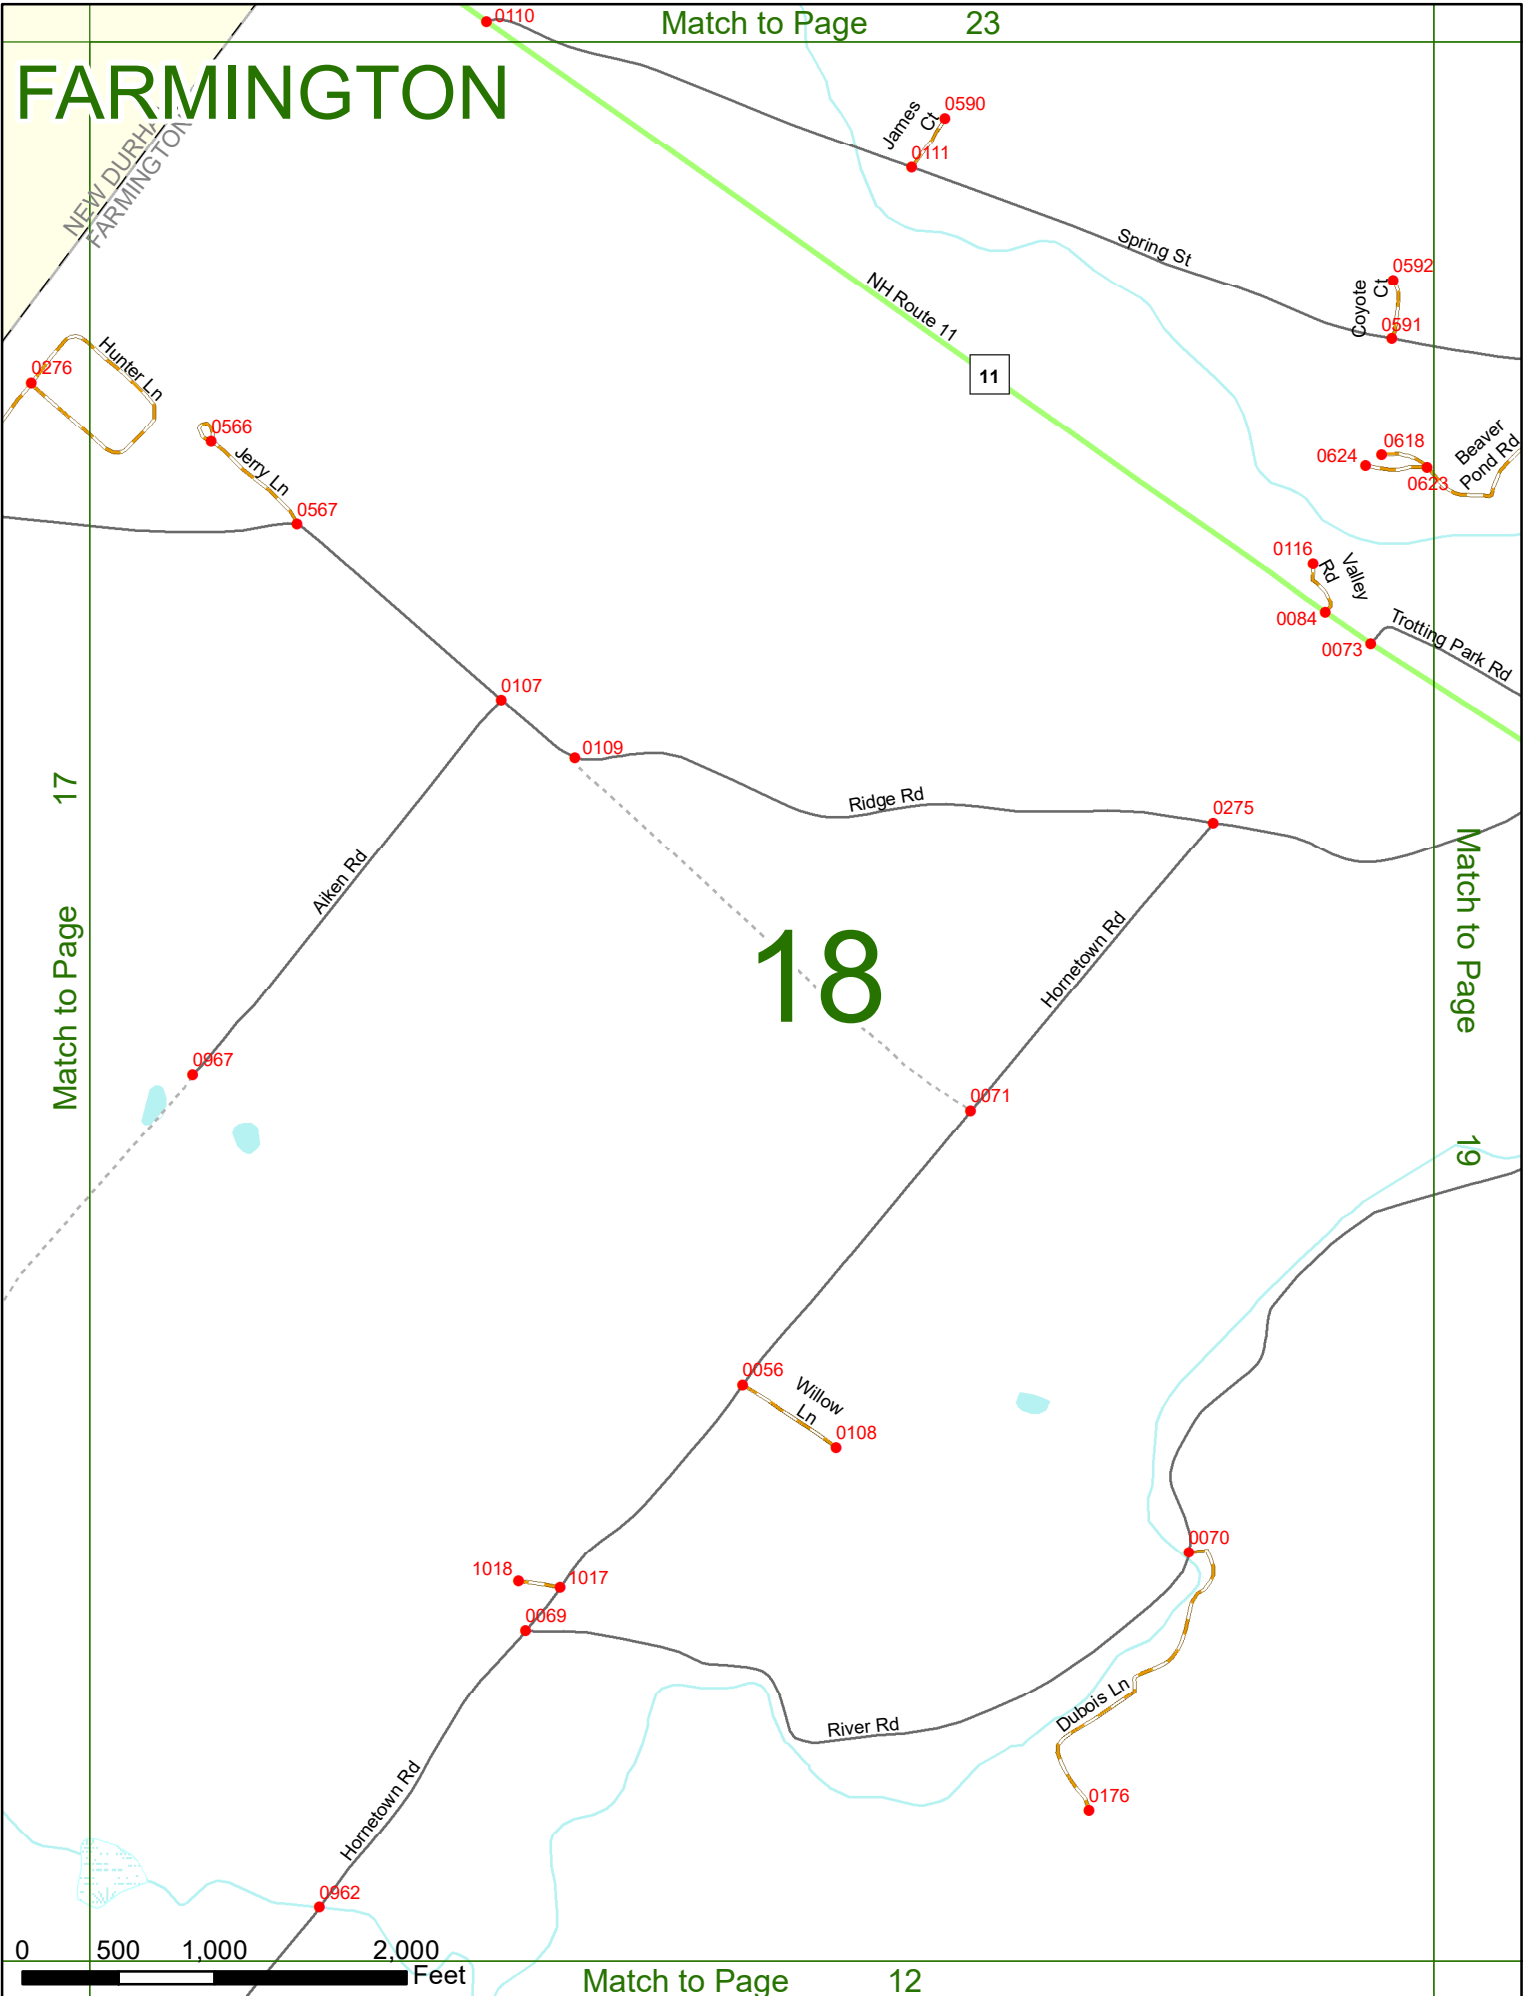 0110
Match to Page 23
FARMINGTON
NEW DURHA
FARMINGTON
James
Ct
0590
0111
Spring St
0592
Coyote
Ct
0591
NH Route 11
11
Hunter Ln
0276
0566
Jerry Ln
0567
0618
0624
0623
Beaver
Pond Rd
0116
Valley
Rd
0084
0073
Trotting Park Rd
0107
0109
Ridge Rd
0275
Match to Page 17
Aiken Rd
18
Hornetown Rd
Match to Page 19
0967
0071
0056
Willow
Ln
0108
0070
1018
1017
0069
River Rd
Dubois Ln
0176
Hornetown Rd
0962
0 500 1,000 2,000
Feet
Match to Page 12